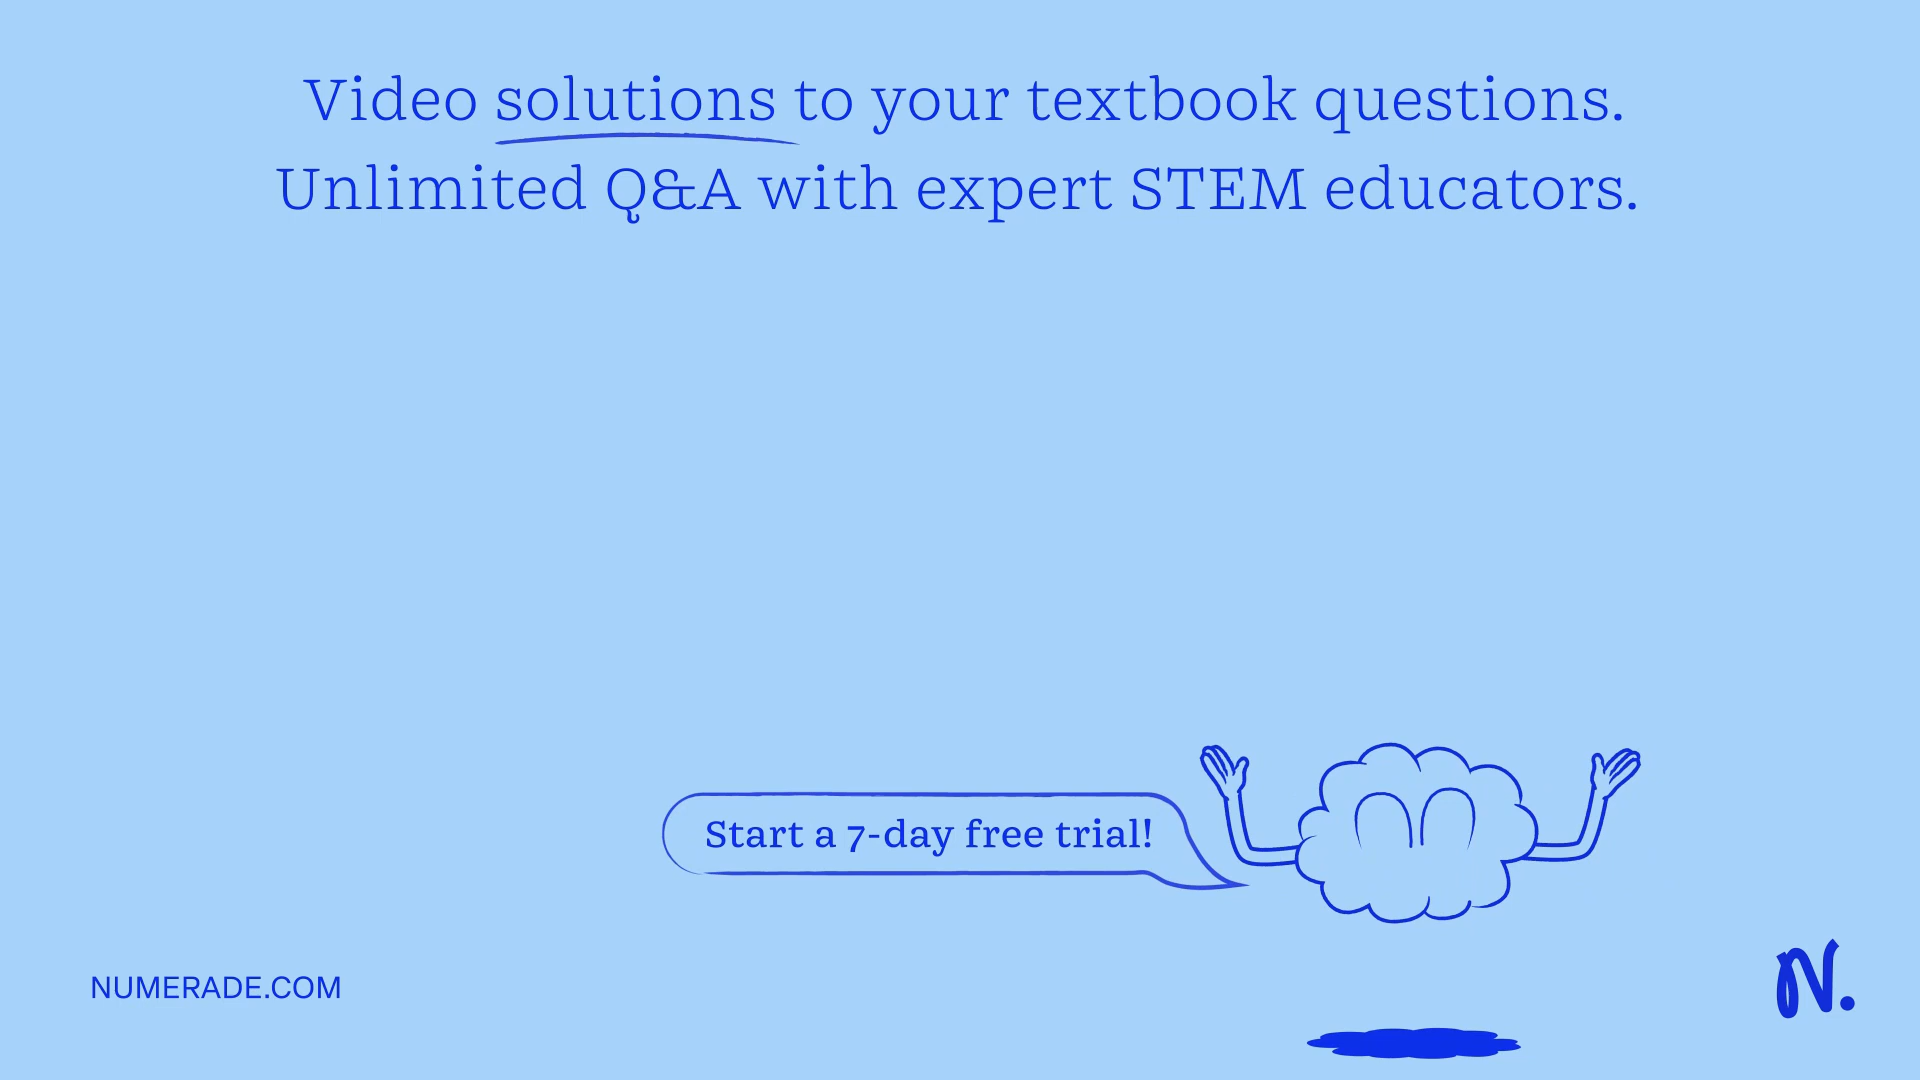 Video solutions to your textbook questions.
Unlimited Q&A with expert STEM educators.
Start a 7-day free trial!
NUMERADE.COM
N.